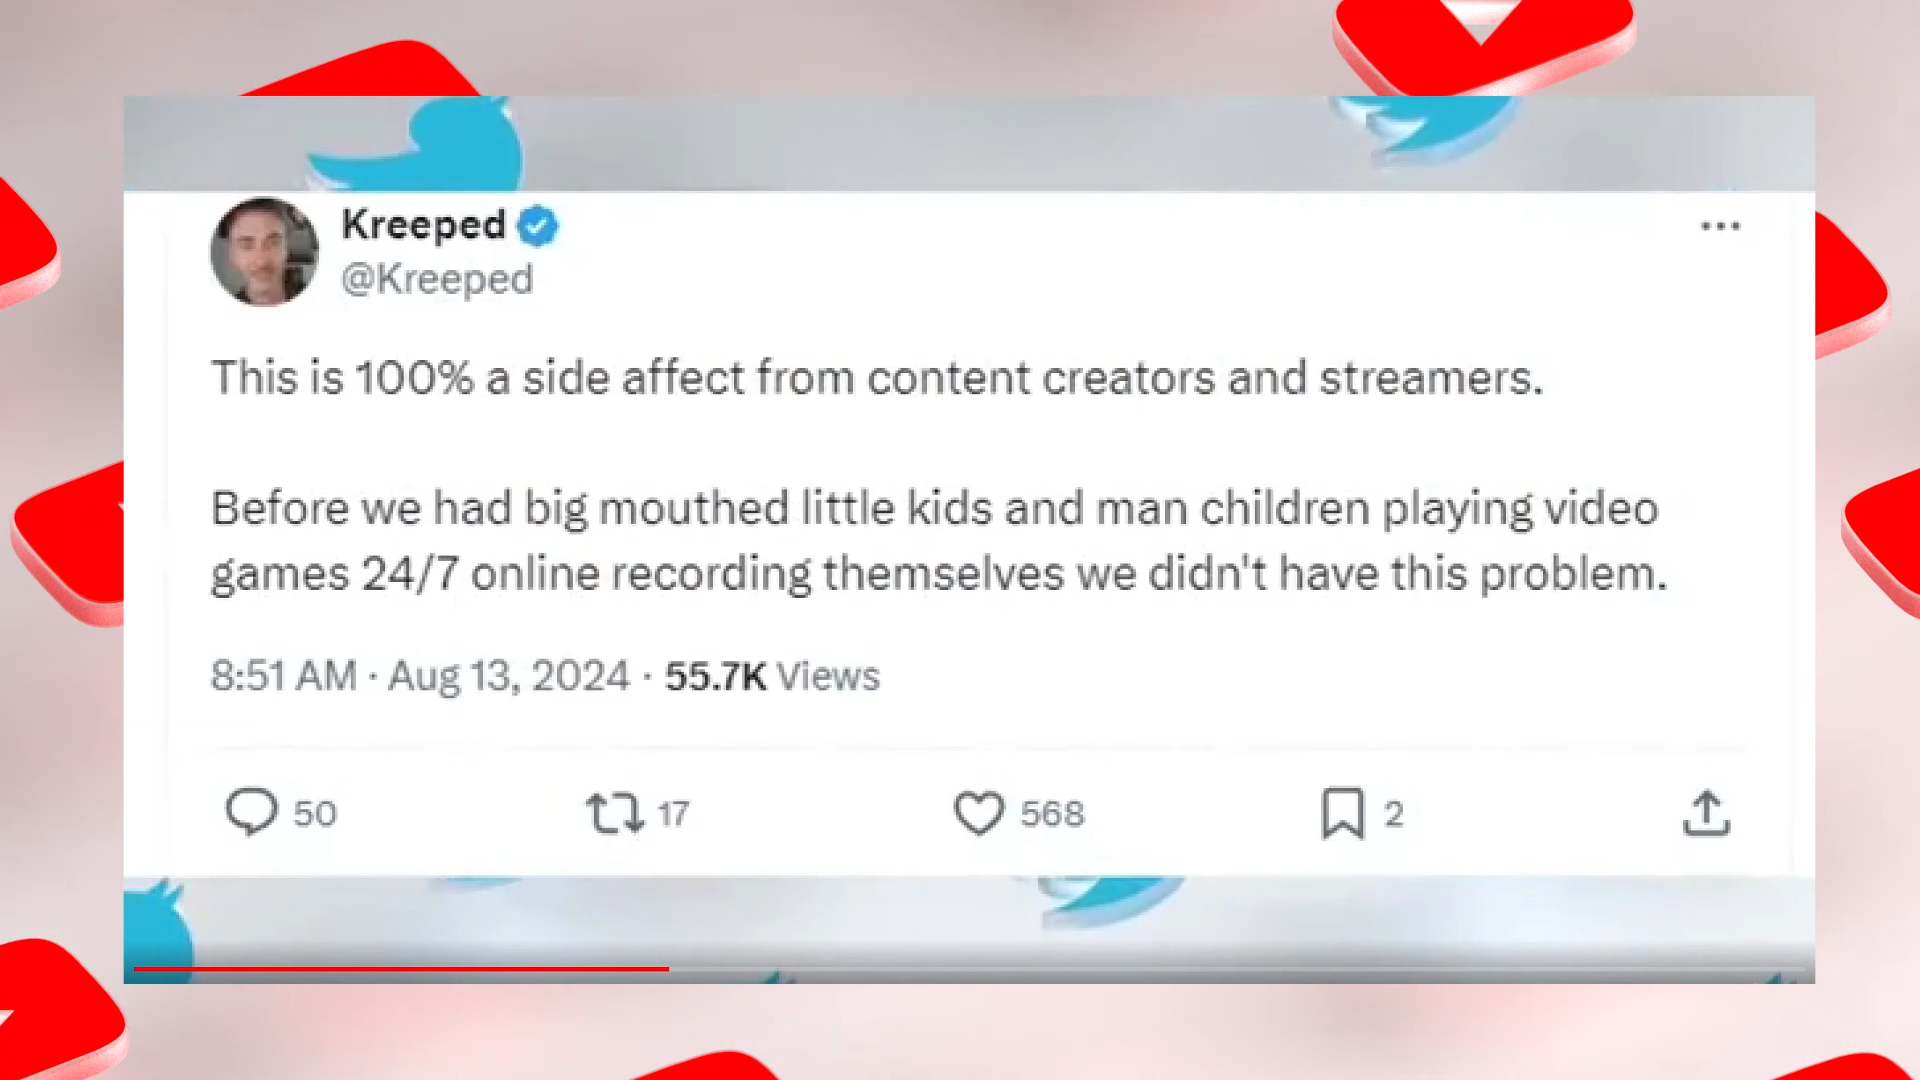 Kreeped
@Kreeped
This is 100% a side affect from content creators and streamers.
Before we had big mouthed little kids and man children playing video
games 24/7 online recording themselves we didn't have this problem.
8:51 AM · Aug 13, 2024 · 55.7K Views
50 17 568 2